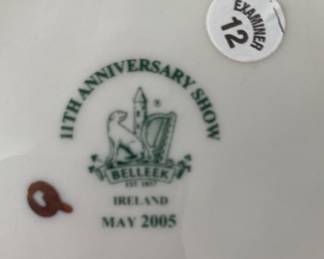 EXAMINER
12
11TH ANNIVERSARY SHOW
®
BELLEEK
EST 1857
IRELAND
MAY 2005